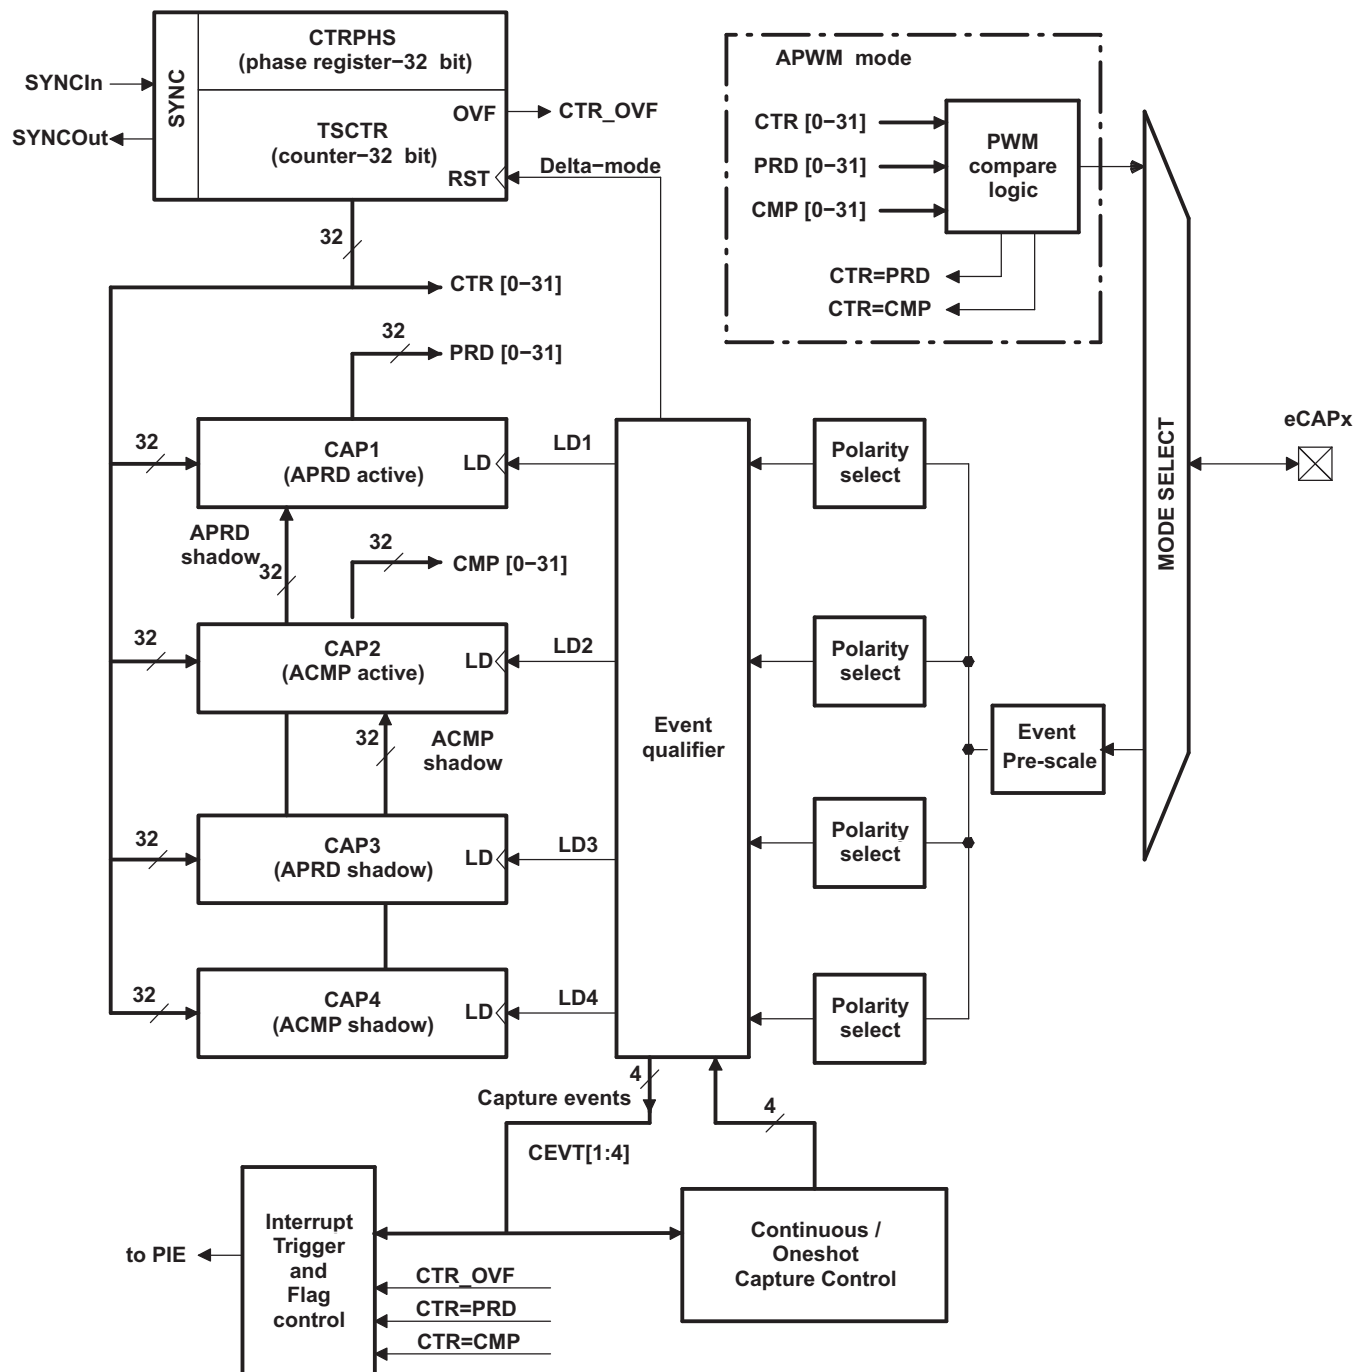 CTRPHS
(phase register−32 bit)
SYNC
SYNCIn
SYNCOut
OVF
CTR_OVF
TSCTR
(counter−32 bit)
RST
Delta−mode
32
CTR [0−31]
32
PRD [0−31]
APWM mode
CTR [0−31]
PRD [0−31]
CMP [0−31]
PWM
compare
logic
CTR=PRD
CTR=CMP
32
CAP1
(APRD active)
LD
LD1
APRD
shadow
32
32
CMP [0−31]
32
CAP2
(ACMP active)
LD
LD2
32
ACMP
shadow
32
CAP3
(APRD shadow)
LD
LD3
32
CAP4
(ACMP shadow)
LD
LD4
Event
qualifier
Polarity
select
Polarity
select
Polarity
select
Polarity
select
Event
Pre-scale
MODE SELECT
eCAPx
4
Capture events
CEVT[1:4]
4
Interrupt
Trigger
and
Flag
control
to PIE
CTR_OVF
CTR=PRD
CTR=CMP
Continuous /
Oneshot
Capture Control